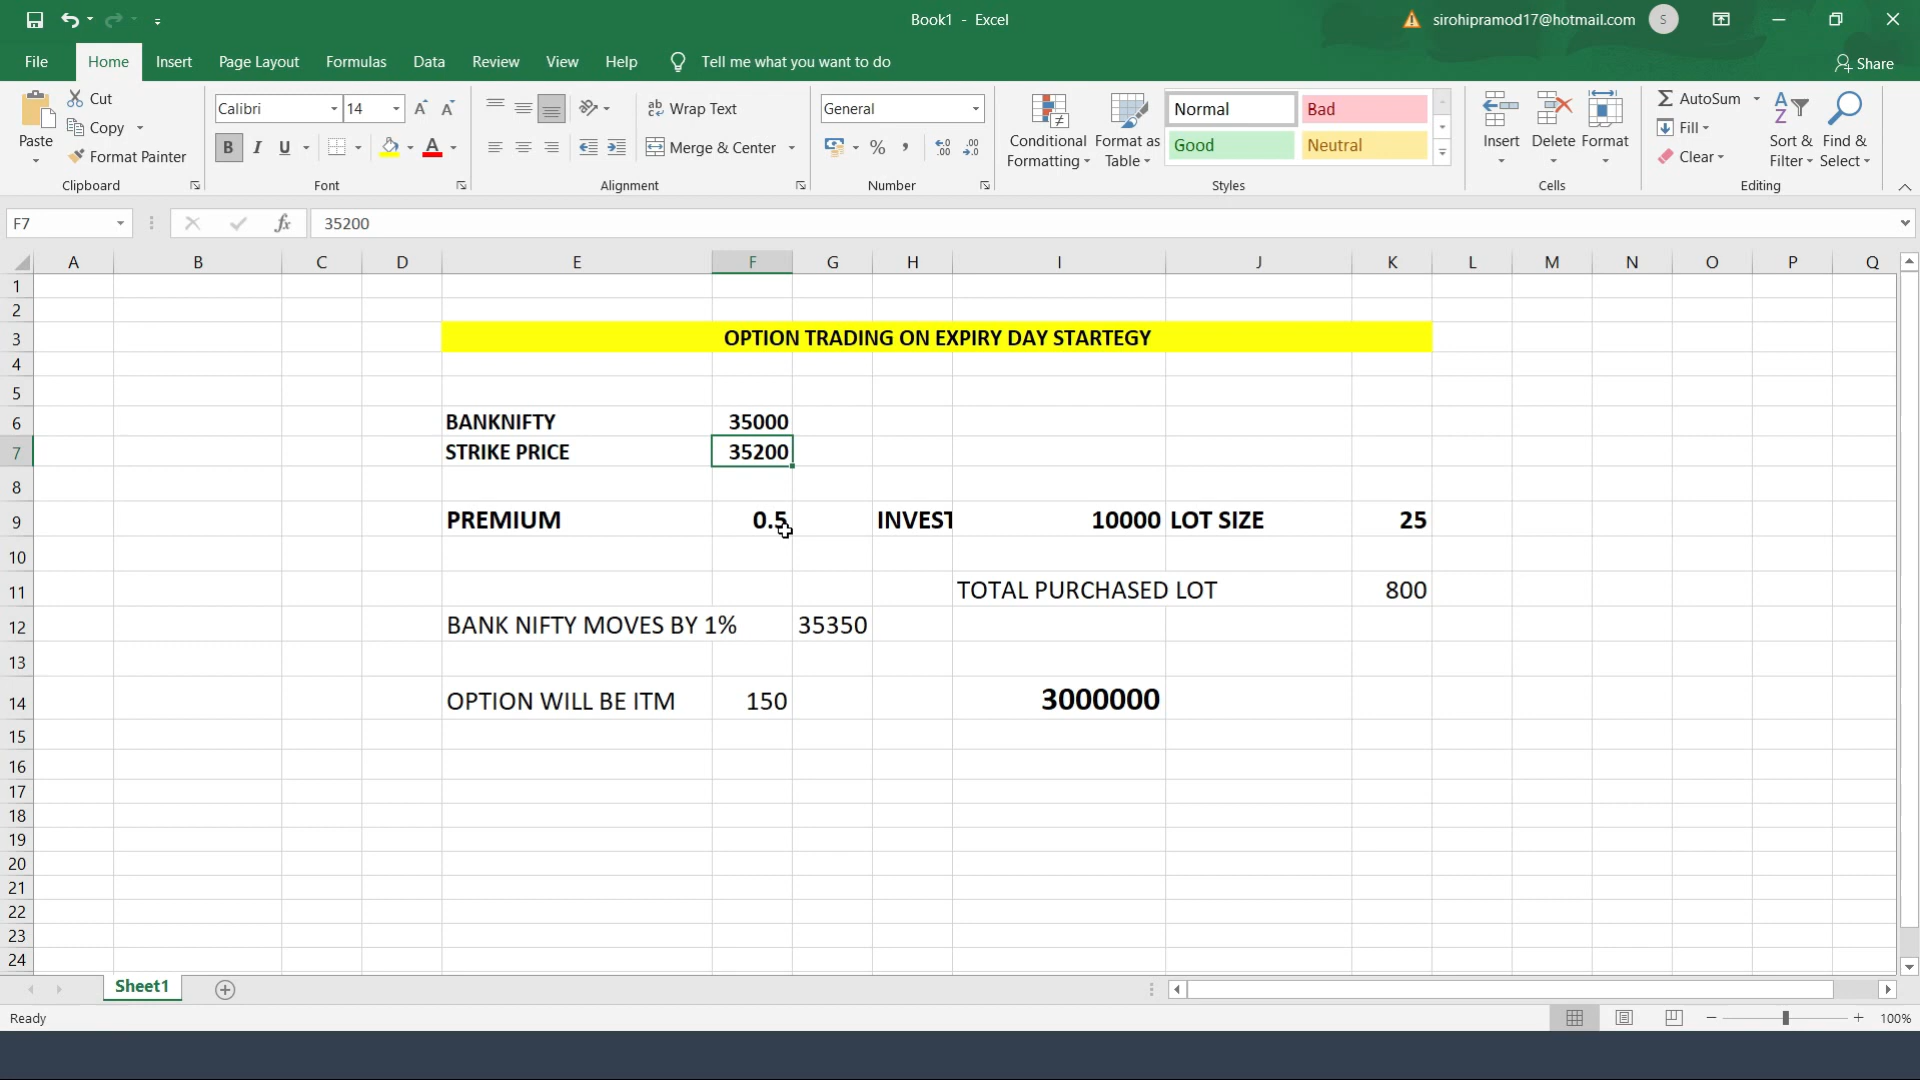 Book1 - Excel
sirohipramod17@hotmail.com
S
File Home Insert Page Layout Formulas Data Review View Help Tell me what you want to do
Share
Paste
Cut
Copy
Format Painter
Clipboard
Calibri 14
B I U A
Font
Wrap Text
Merge & Center
Alignment
General
% ,
Number
Conditional Formatting
Format as Table
Normal Bad
Good Neutral
Styles
Insert Delete Format
Cells
AutoSum
Fill
Clear
Sort & Filter
Find & Select
Editing
F7 fx 35200
A B C D E F G H I J K L M N O P Q
1
2
3 OPTION TRADING ON EXPIRY DAY STARTEGY
4
5
6 BANKNIFTY 35000
7 STRIKE PRICE 35200
8
9 PREMIUM 0.5 INVEST 10000 LOT SIZE 25
10
11 TOTAL PURCHASED LOT 800
12 BANK NIFTY MOVES BY 1% 35350
13
14 OPTION WILL BE ITM 150 3000000
15
16
17
18
19
20
21
22
23
24
Sheet1
Ready
100%